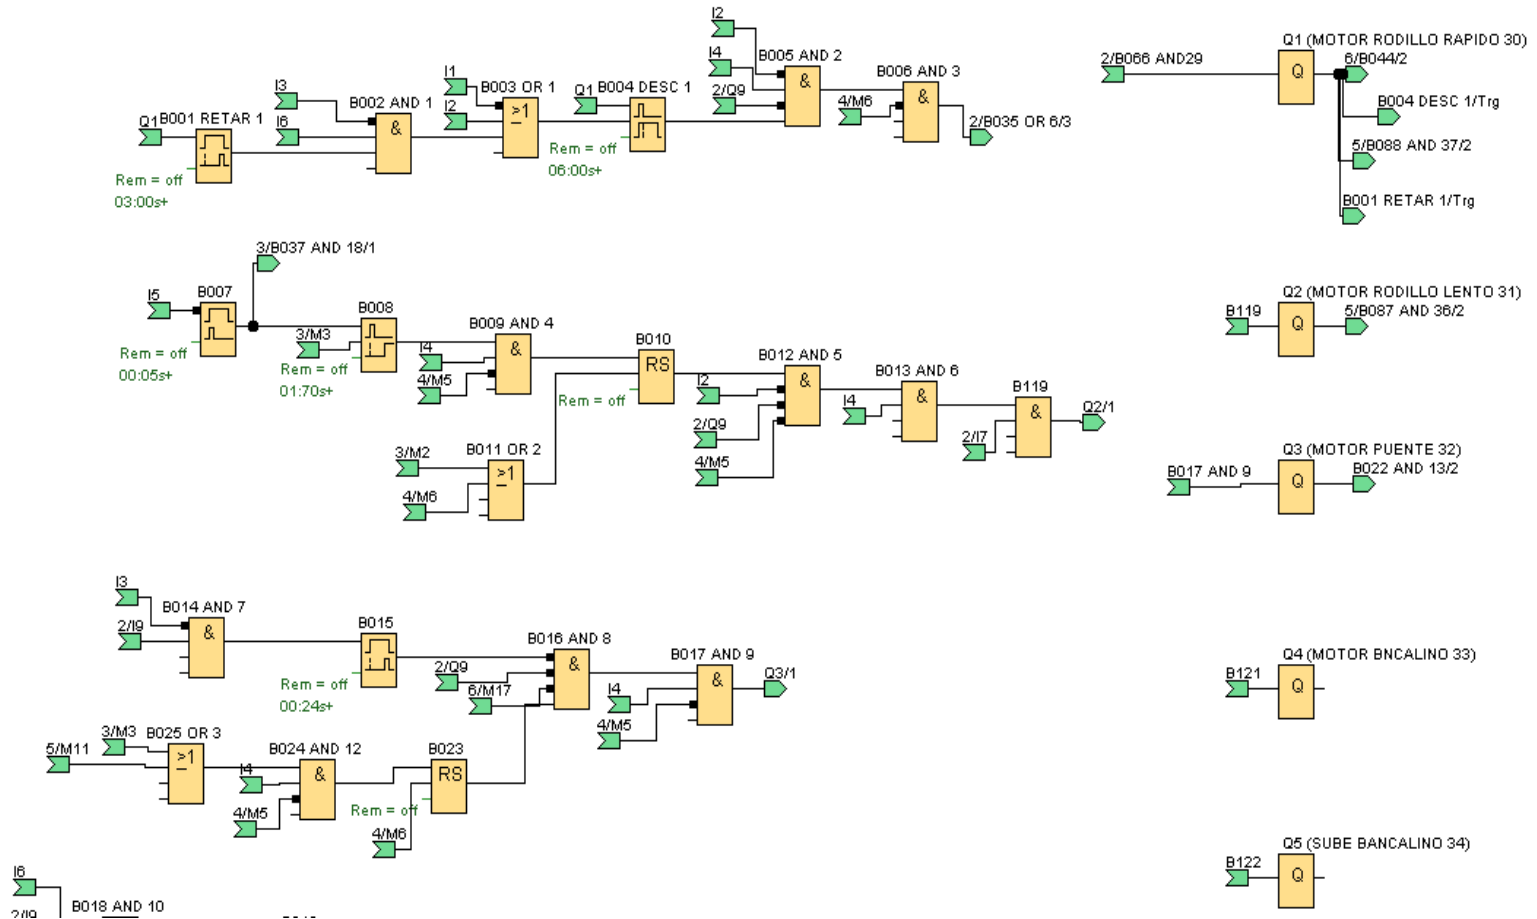 I2
Q1 (MOTOR RODILLO RAPIDO 30)
I4
B005 AND 2
2/B066 AND29
6/B044/2
I1
B006 AND 3
I3
B003 OR 1
Q1
B004 DESC 1
2/Q9
4/M6
B004 DESC 1/Trg
B002 AND 1
I2
Q1
B001 RETAR 1
I6
2/B035 OR 6/3
5/B088 AND 37/2
Rem = off
06:00s+
Rem = off
03:00s+
B001 RETAR 1/Trg
&
>1
&
&
Q
3/B037 AND 18/1
I5
B007
B008
Q2 (MOTOR RODILLO LENTO 31)
B119
5/B087 AND 36/2
Q
3/M3
B009 AND 4
I4
&
B010
RS
B012 AND 5
&
B013 AND 6
&
B119
&
Rem = off
00:05s+
Rem = off
01:70s+
4/M5
Rem = off
I2
I4
Q2/1
2/Q9
2/I7
3/M2
B011 OR 2
>1
4/M5
4/M6
Q3 (MOTOR PUENTE 32)
B017 AND 9
B022 AND 13/2
Q
I3
B014 AND 7
&
2/I9
B015
B016 AND 8
&
B017 AND 9
&
Q3/1
2/Q9
6/M17
I4
Rem = off
00:24s+
4/M5
Q4 (MOTOR BNCALINO 33)
B121
Q
3/M3
B025 OR 3
>1
5/M11
B024 AND 12
&
I4
B023
RS
4/M5
Rem = off
4/M6
Q5 (SUBE BANCALINO 34)
B122
Q
I6
2/I9
B018 AND 10